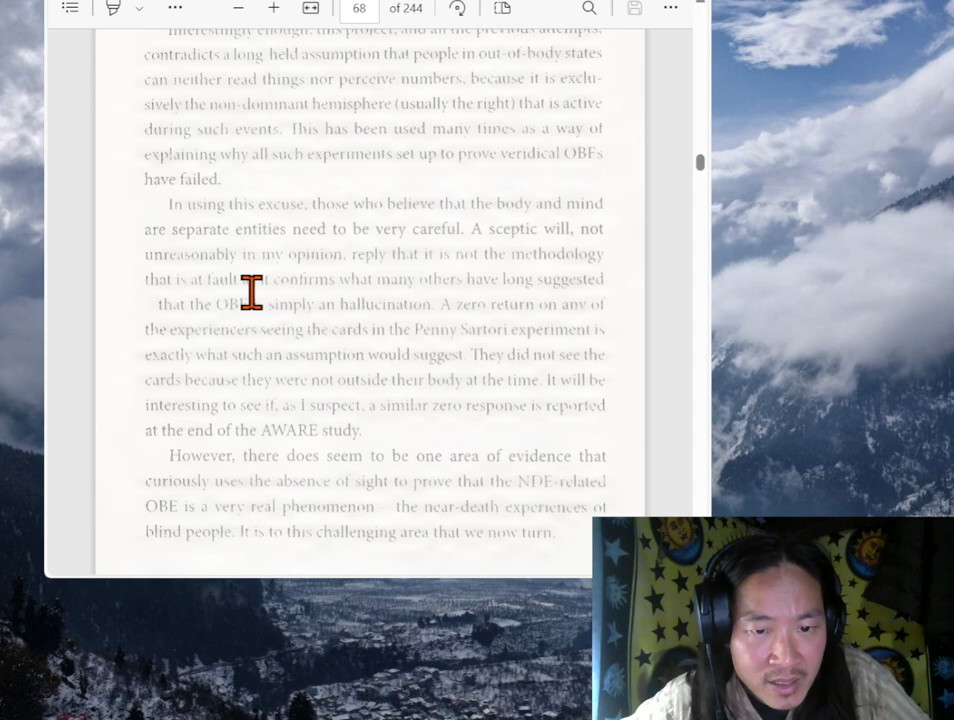 68 of 244
Interestingly enough, this project, and all the previous attempts,
contradicts a long-held assumption that people in out-of-body states
can neither read things nor perceive numbers, because it is exclu-
sively the non-dominant hemisphere (usually the right) that is active
during such events. This has been used many times as a way of
explaining why all such experiments set up to prove veridical OBEs
have failed.
In using this excuse, those who believe that the body and mind
are separate entities need to be very careful. A sceptic will, not
unreasonably in my opinion, reply that it is not the methodology
that is at fault confirms what many others have long suggested
that the OBE simply an hallucination. A zero return on any of
the experiencers seeing the cards in the Penny Sartori experiment is
exactly what such an assumption would suggest. They did not see the
cards because they were not outside their body at the time. It will be
interesting to see if, as I suspect, a similar zero response is reported
at the end of the AWARE study.
However, there does seem to be one area of evidence that
curiously uses the absence of sight to prove that the NDE-related
OBE is a very real phenomenon - the near-death experiences of
blind people. It is to this challenging area that we now turn.